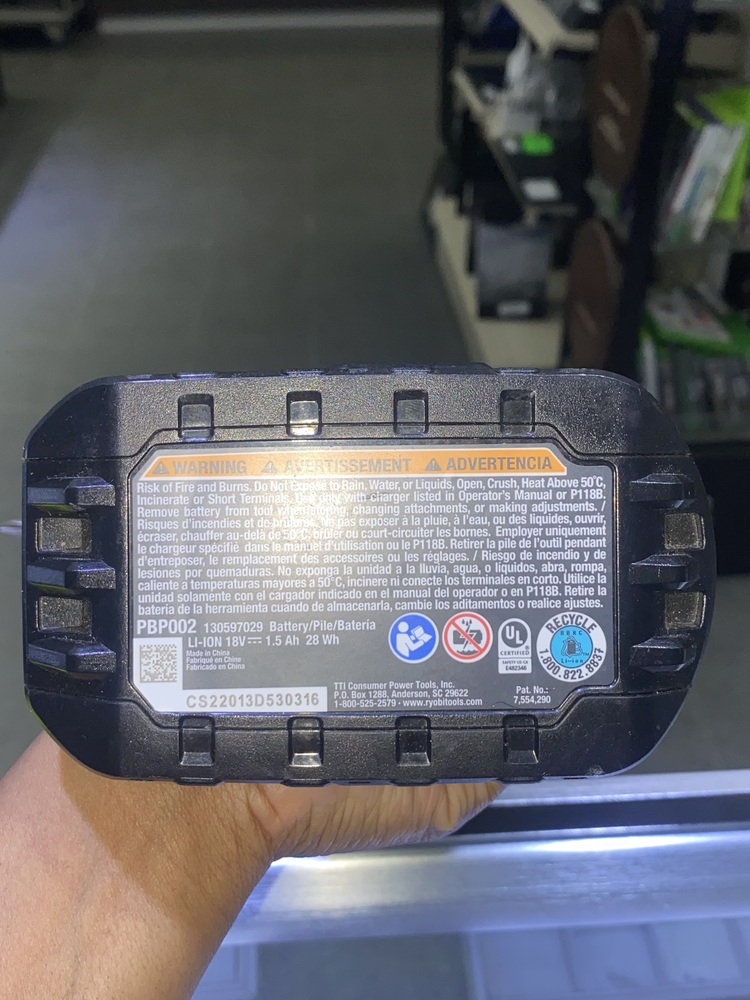 WARNING AVERTISSEMENT ADVERTENCIA
Risk of Fire and Burns. Do Not Expose to Rain, Water, or Liquids, Open, Crush, Heat Above 50°C,
Incinerate or Short Terminals. Use only with charger listed in Operator's Manual or P118B.
Remove battery from tool when storing, changing attachments, or making adjustments. /
Risques d'incendies et de brûlures. Ne pas exposer à la pluie, à l'eau, ou des liquides, ouvrir,
écraser, chauffer au-delà de 50°C, brûler ou court-circuiter les bornes. Employer uniquement
le chargeur spécifié dans le manuel d'utilisation ou le P118B. Retirer la pile de l'outil pendant
d'entreposer, le remplacement des accessoires ou les réglages. / Riesgo de incendio y de
lesiones por quemaduras. No exponga la unidad a la lluvia, agua, o líquidos, abra, rompa,
caliente a temperaturas mayores a 50°C, incinere ni conecte los terminales en corto. Utilice la
unidad solamente con el cargador indicado en el manual del operador o en P118B. Retire la
batería de la herramienta cuando de almacenarla, cambie los aditamentos o realice ajustes.
PBP002 130597029 Battery/Pile/Batería
LI-ION 18V 1.5 Ah 28 Wh
Made in China
Fabriqué en Chine
Fabricado en China
CS22013D530316
TTI Consumer Power Tools, Inc.
P.O. Box 1288, Anderson, SC 29622
1-800-525-2579 · www.ryobitools.com
UL
CERTIFIED
SAFETY US-CA
E482346
Pat. No.:
7,554,290
RECYCLE
RBRC
Li-ion
1.800.822.8837